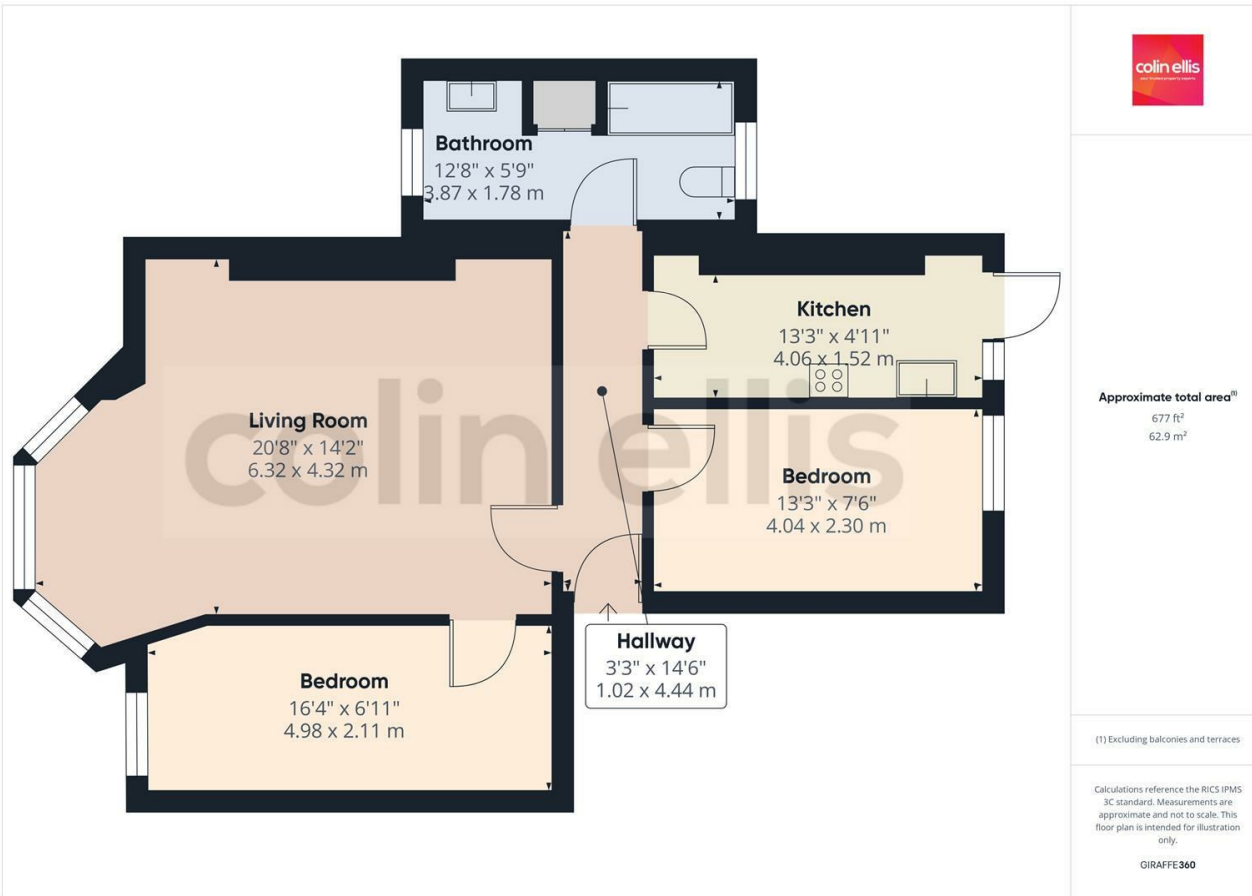 colin ellis
your trusted property experts
Bathroom
12'8" x 5'9"
3.87 x 1.78 m
Kitchen
13'3" x 4'11"
4.06 x 1.52 m
Living Room
20'8" x 14'2"
6.32 x 4.32 m
colin ellis
Bedroom
13'3" x 7'6"
4.04 x 2.30 m
Hallway
3'3" x 14'6"
1.02 x 4.44 m
Bedroom
16'4" x 6'11"
4.98 x 2.11 m
Approximate total area(1)
677 ft²
62.9 m²
(1) Excluding balconies and terraces
Calculations reference the RICS IPMS
3C standard. Measurements are
approximate and not to scale. This
floor plan is intended for illustration
only.
GIRAFFE360